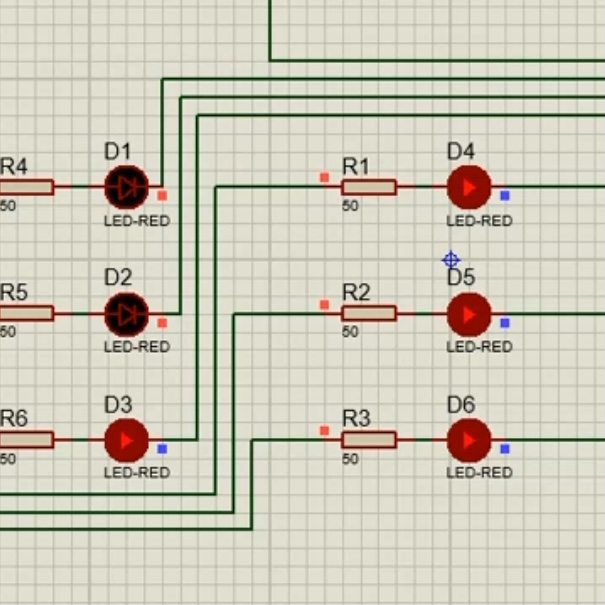 D1
R4
50
LED-RED
D4
R1
50
LED-RED
D2
R5
50
LED-RED
D5
R2
50
LED-RED
D3
R6
50
LED-RED
D6
R3
50
LED-RED